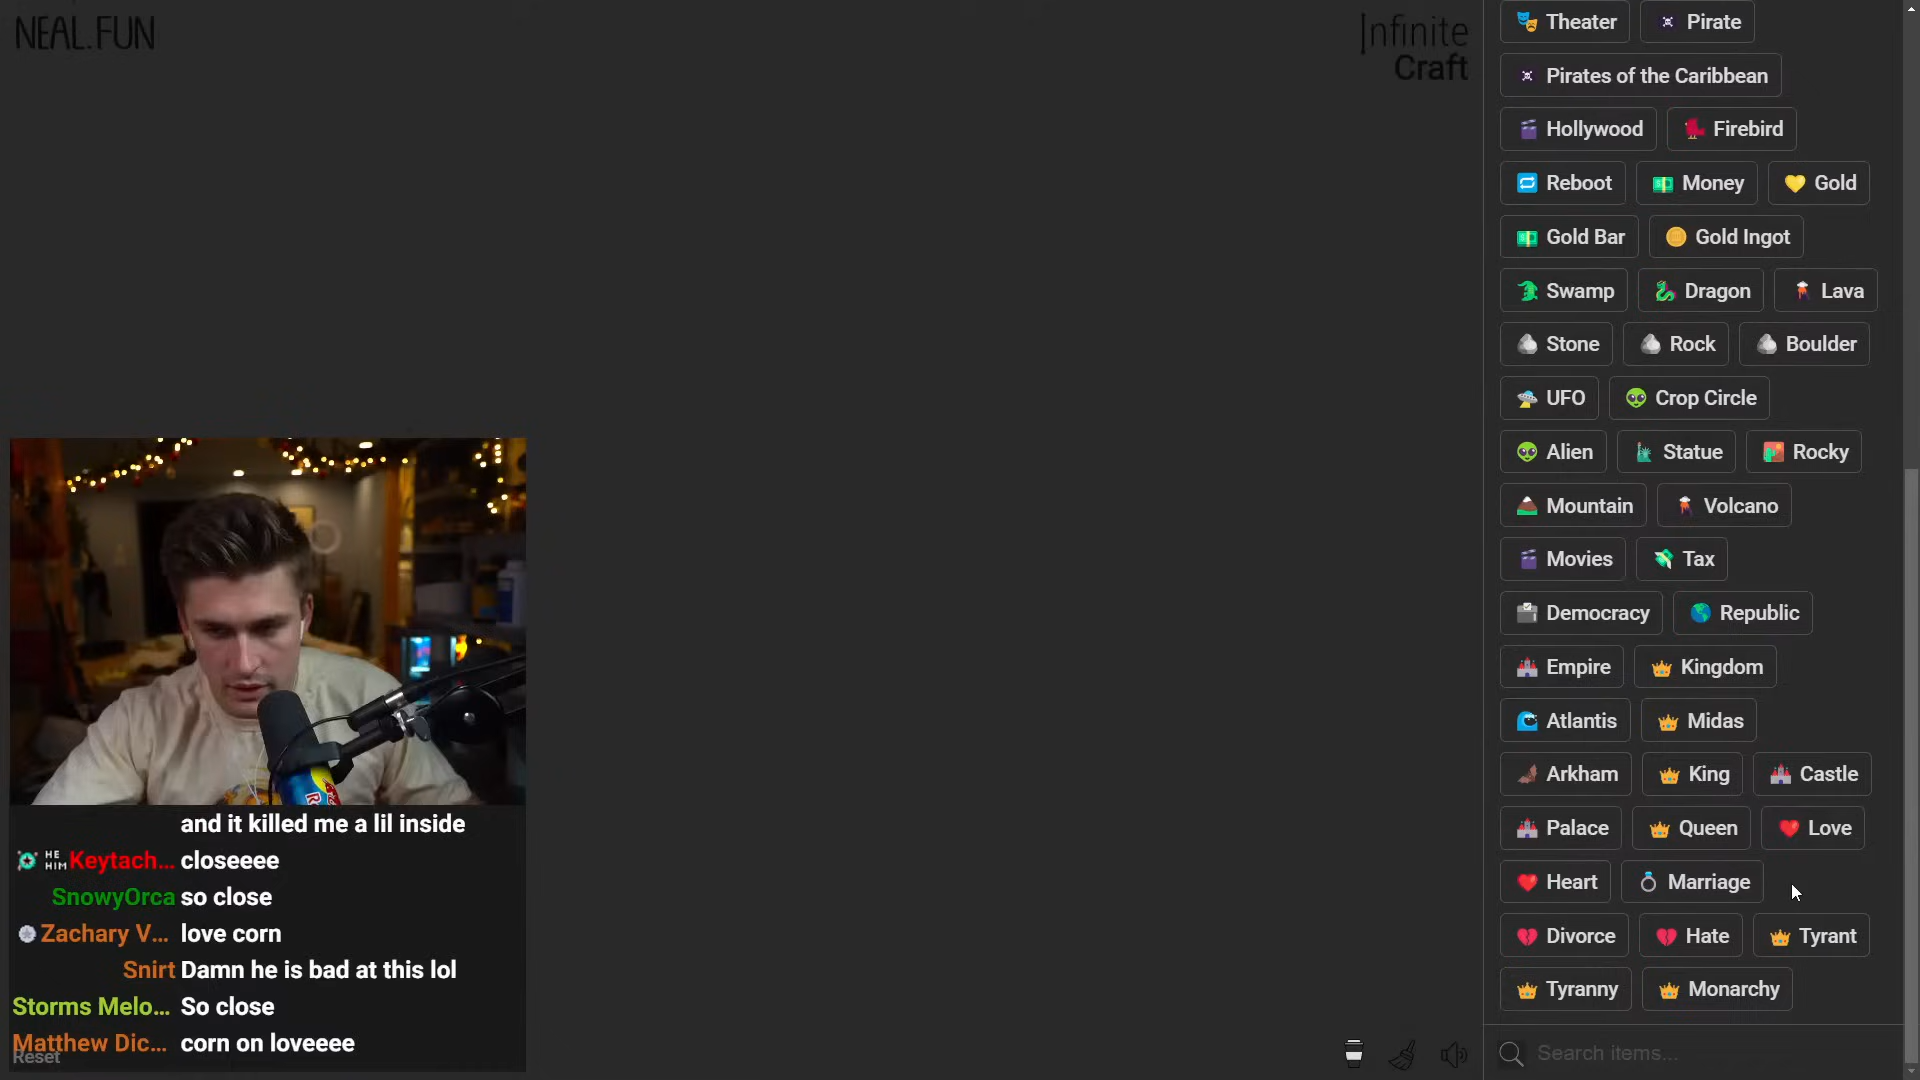 NEAL.FUN
Infinite
Craft
Theater Pirate
Pirates of the Caribbean
Hollywood Firebird
Reboot Money Gold
Gold Bar Gold Ingot
Swamp Dragon Lava
Stone Rock Boulder
UFO Crop Circle
Alien Statue Rocky
Mountain Volcano
Movies Tax
Democracy Republic
Empire Kingdom
Atlantis Midas
Arkham King Castle
Palace Queen Love
Heart Marriage
Divorce Hate Tyrant
Tyranny Monarchy
Search items...
and it killed me a lil inside
HE HIM Keytach... closeeee
SnowyOrca so close
Zachary V... love corn
Snirt Damn he is bad at this lol
Storms Melo... So close
Matthew Dic... corn on loveeee
Reset